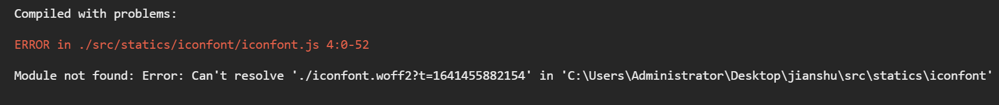 Compiled with problems:
ERROR in ./src/statics/iconfont/iconfont.js 4:0-52
Module not found: Error: Can't resolve './iconfont.woff2?t=1641455882154' in 'C:\Users\Administrator\Desktop\jianshu\src\statics\iconfont'